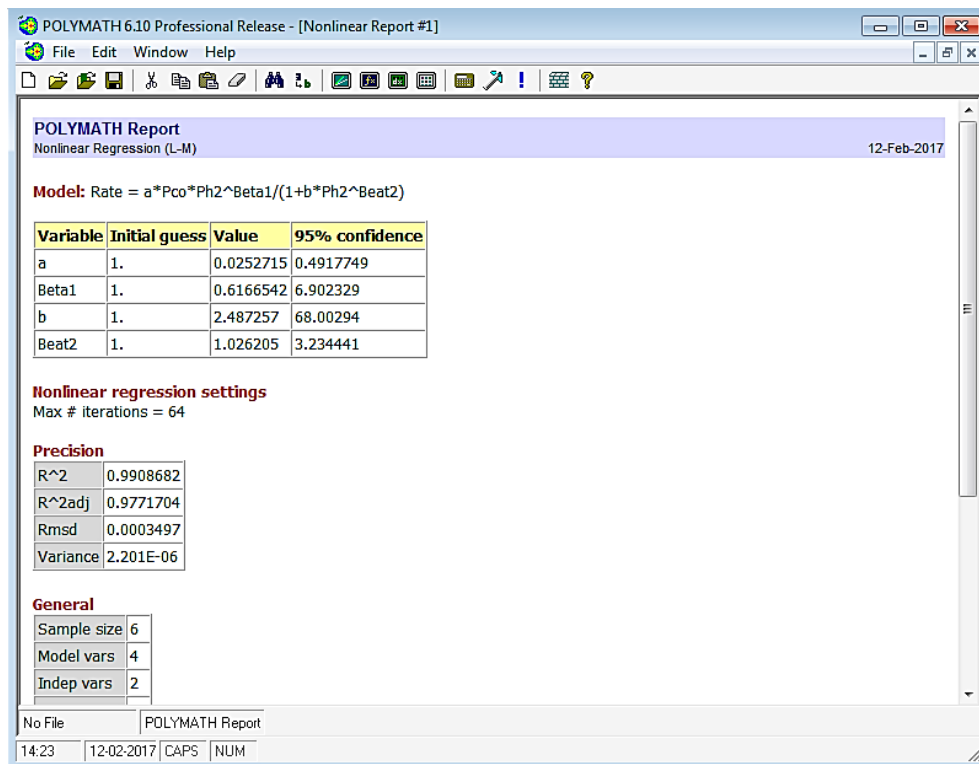 POLYMATH 6.10 Professional Release - [Nonlinear Report #1]
File Edit Window Help
POLYMATH Report
Nonlinear Regression (L-M) 12-Feb-2017
Model: Rate = a*Pco*Ph2^Beta1/(1+b*Ph2^Beat2)
Variable Initial guess Value 95% confidence
a 1. 0.0252715 0.4917749
Beta1 1. 0.6166542 6.902329
b 1. 2.487257 68.00294
Beat2 1. 1.026205 3.234441
Nonlinear regression settings
Max # iterations = 64
Precision
R^2 0.9908682
R^2adj 0.9771704
Rmsd 0.0003497
Variance 2.201E-06
General
Sample size 6
Model vars 4
Indep vars 2
No File POLYMATH Report
14:23 12-02-2017 CAPS NUM